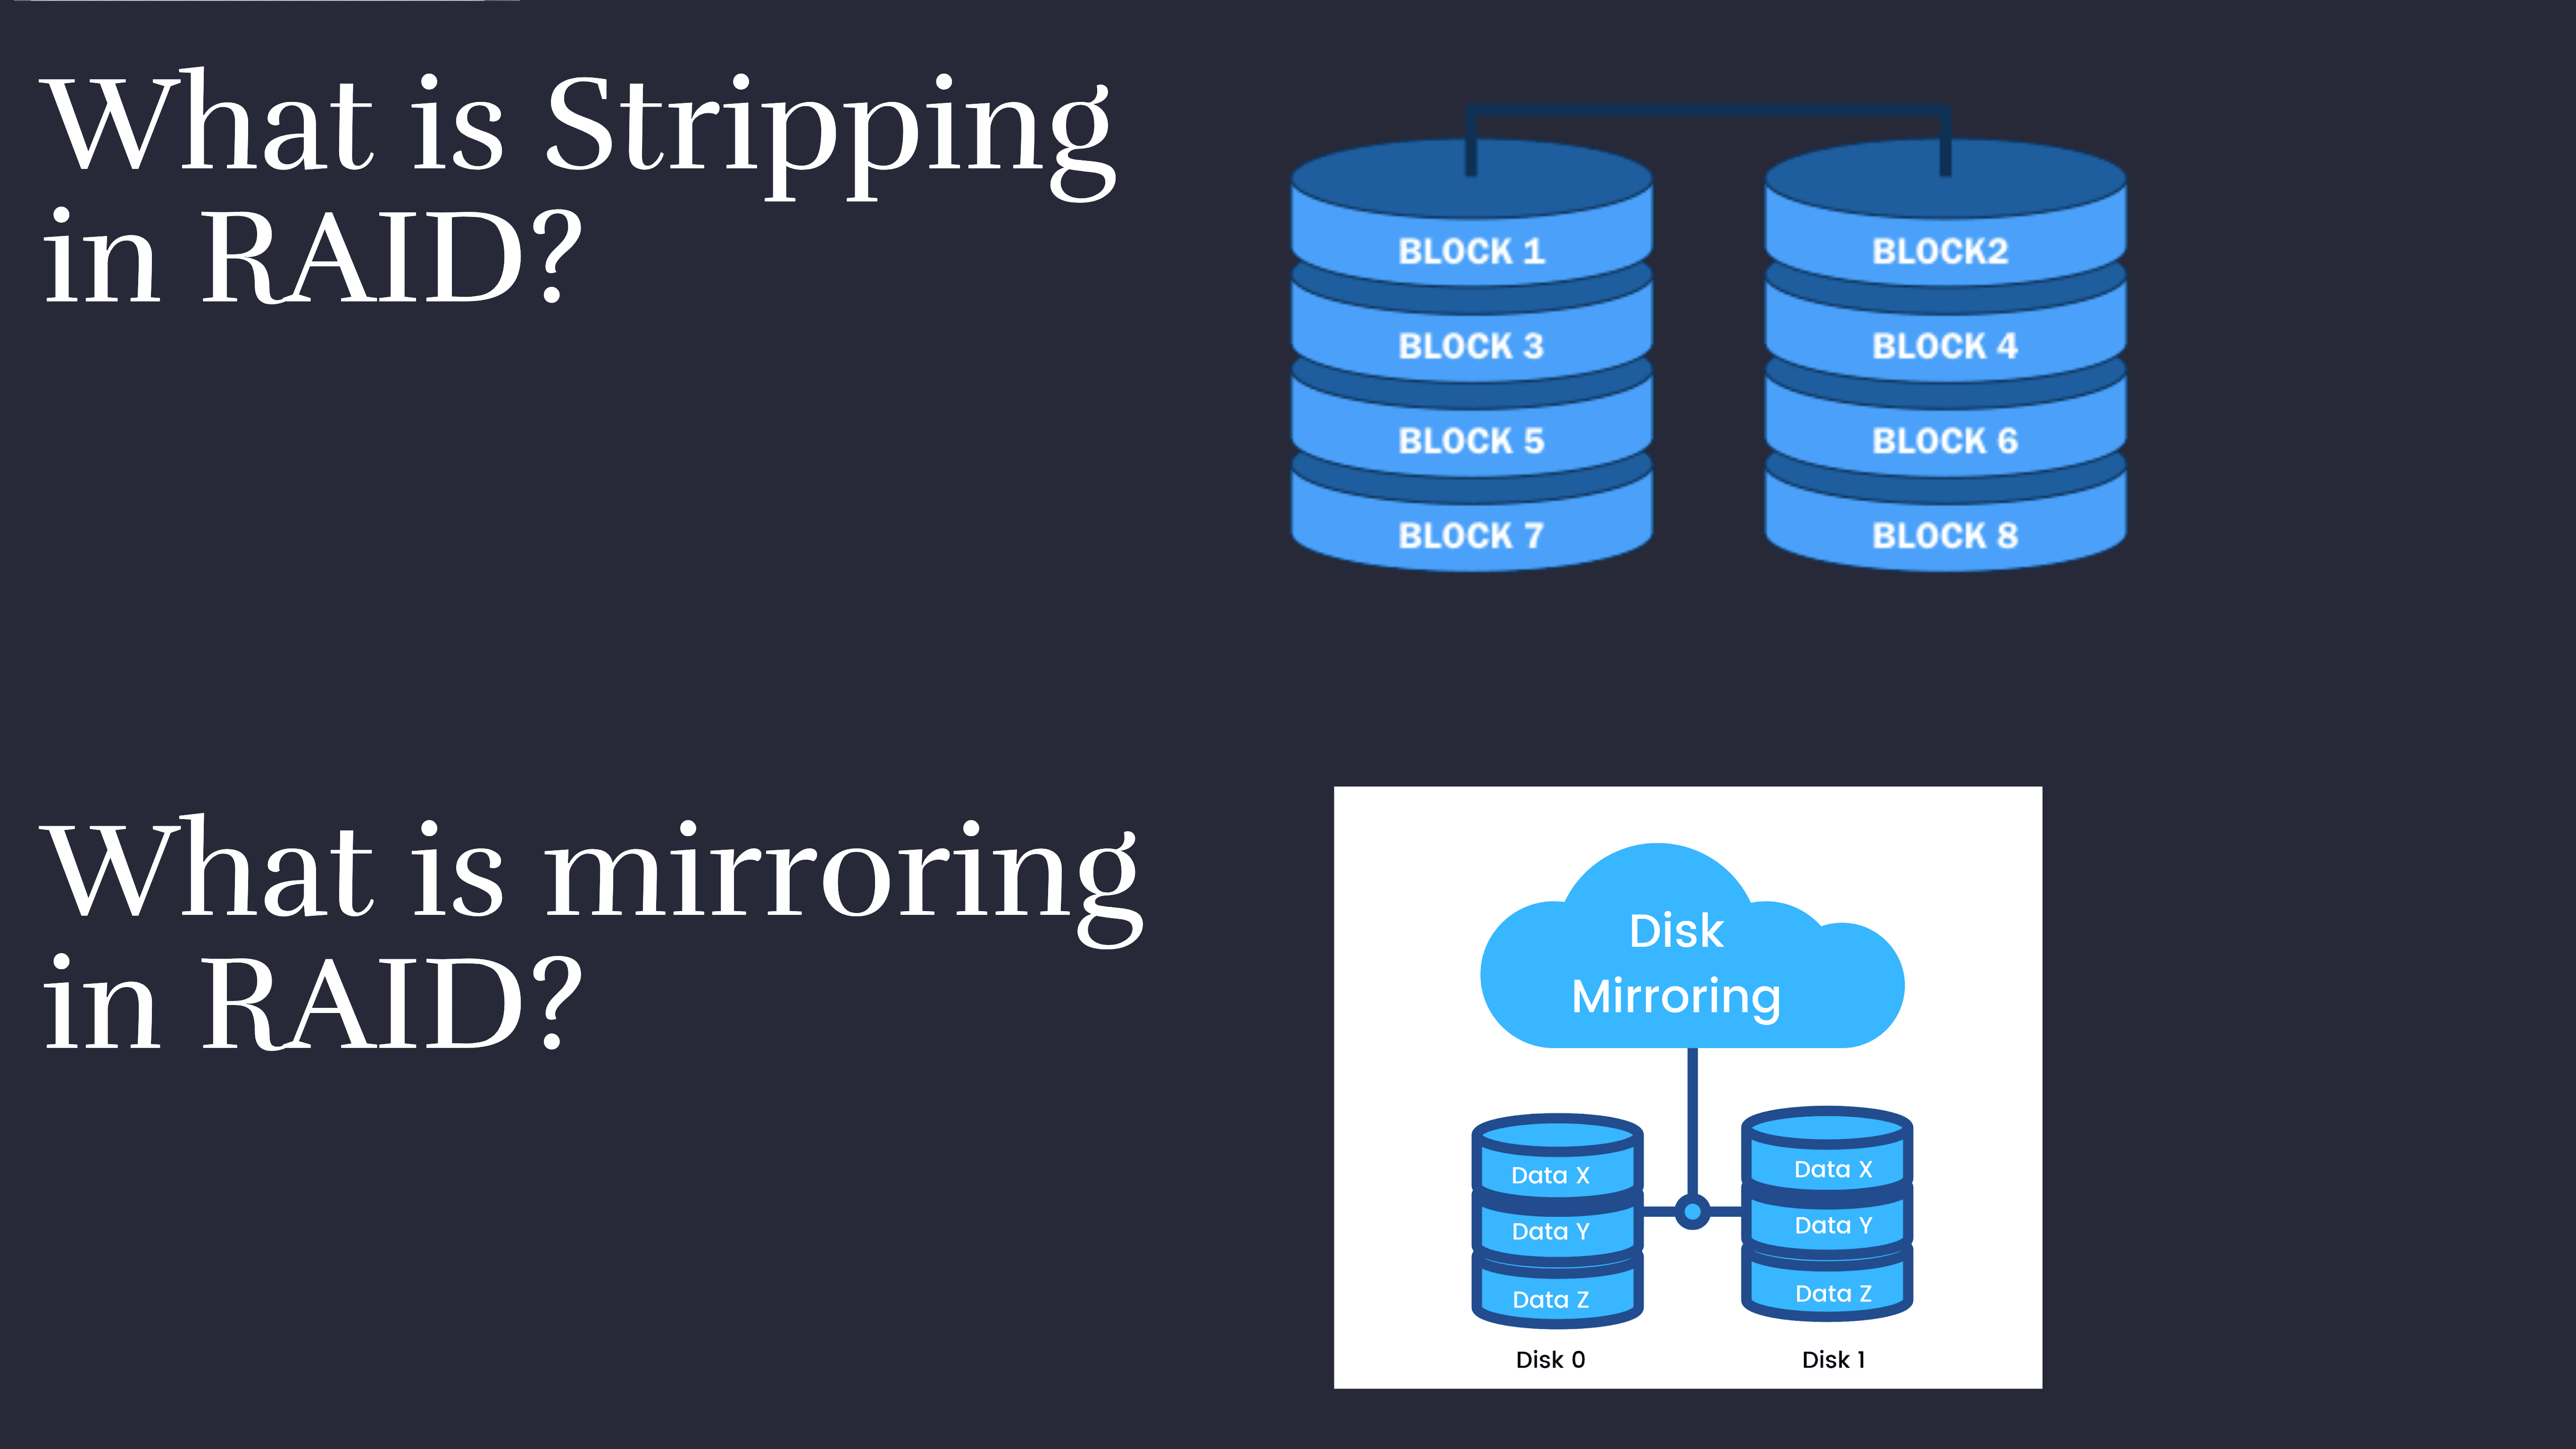 What is Stripping
in RAID?
BLOCK 1
BLOCK2
BLOCK 3
BLOCK 4
BLOCK 5
BLOCK 6
BLOCK 7
BLOCK 8
What is mirroring
in RAID?
Disk
Mirroring
Data X
Data X
Data Y
Data Y
Data Z
Data Z
Disk 0
Disk 1